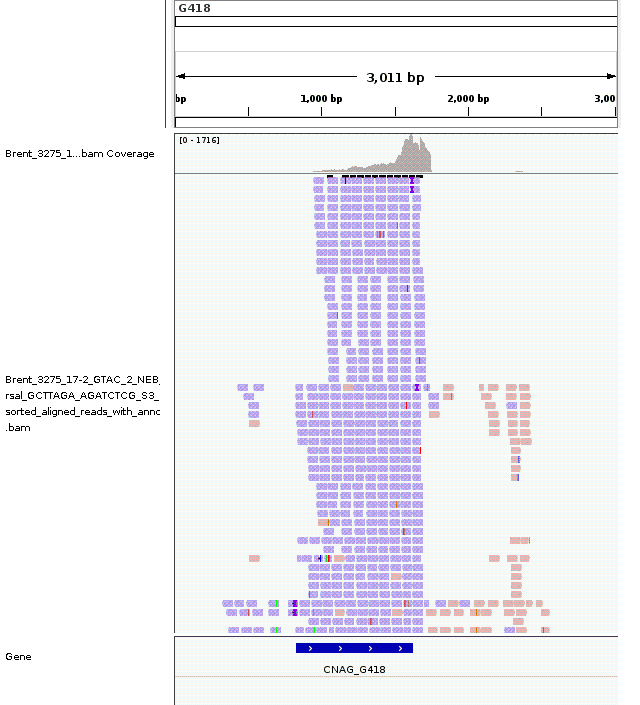 G418
3,011 bp
bp 1,000 bp 2,000 bp 3,00
[0 - 1716]
Brent_3275_1...bam Coverage
Brent_3275_17-2_GTAC_2_NEB_
rsal_GCTTAGA_AGATCTCG_S3_
sorted_aligned_reads_with_annc
.bam
Gene
CNAG_G418